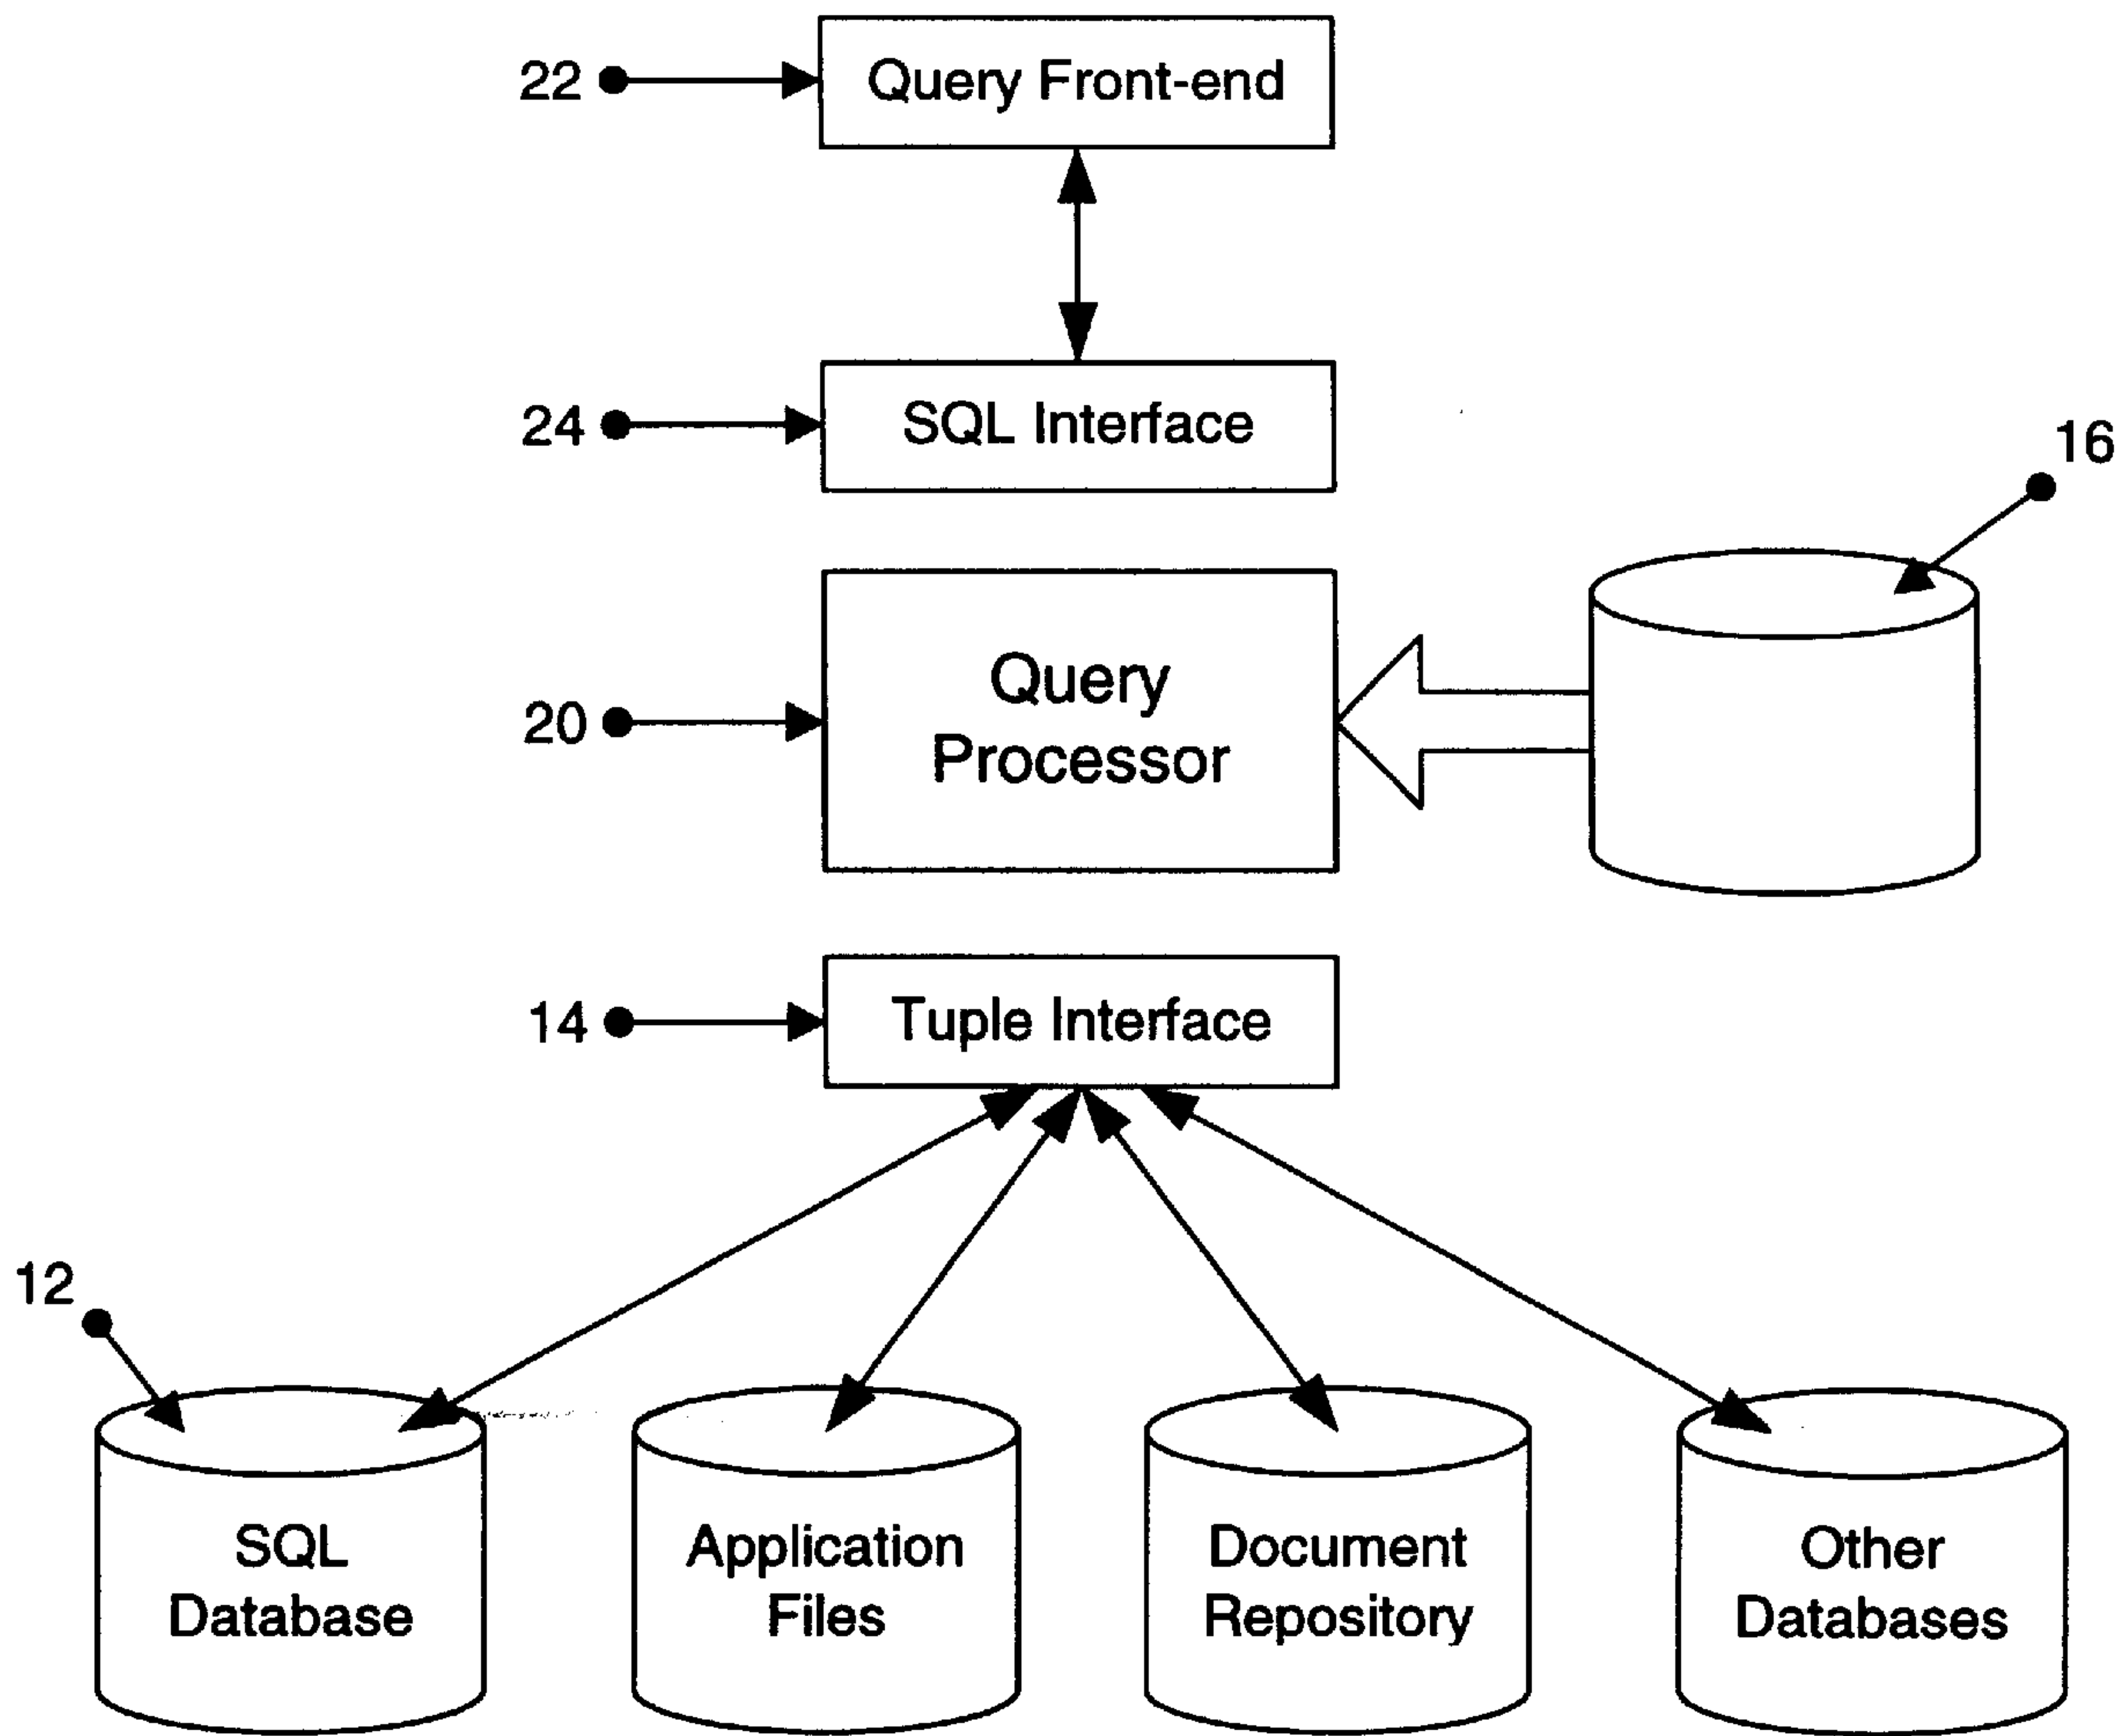 22
Query Front-end
24
SQL Interface
16
20
Query
Processor
14
Tuple Interface
12
SQL
Database
Application
Files
Document
Repository
Other
Databases